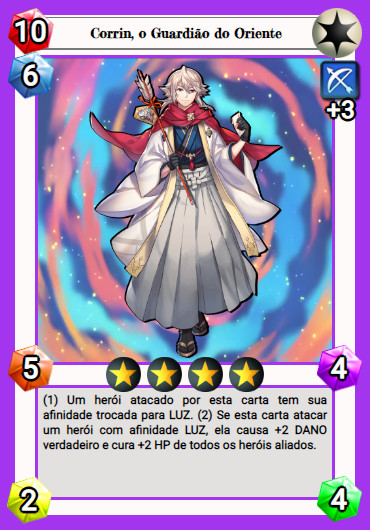 10
Corrin, o Guardião do Oriente
6
+3
5
4
(1) Um herói atacado por esta carta tem sua
afinidade trocada para LUZ. (2) Se esta carta atacar
um herói com afinidade LUZ, ela causa +2 DANO
verdadeiro e cura +2 HP de todos os heróis aliados.
2
4